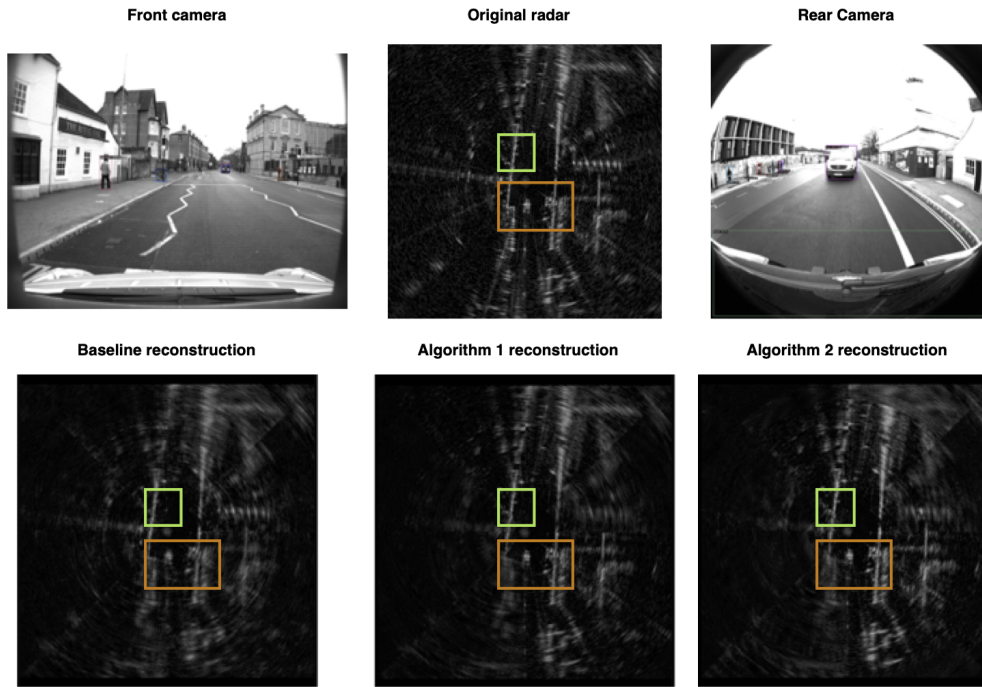 Front camera
Original radar
Rear Camera
Baseline reconstruction
Algorithm 1 reconstruction
Algorithm 2 reconstruction